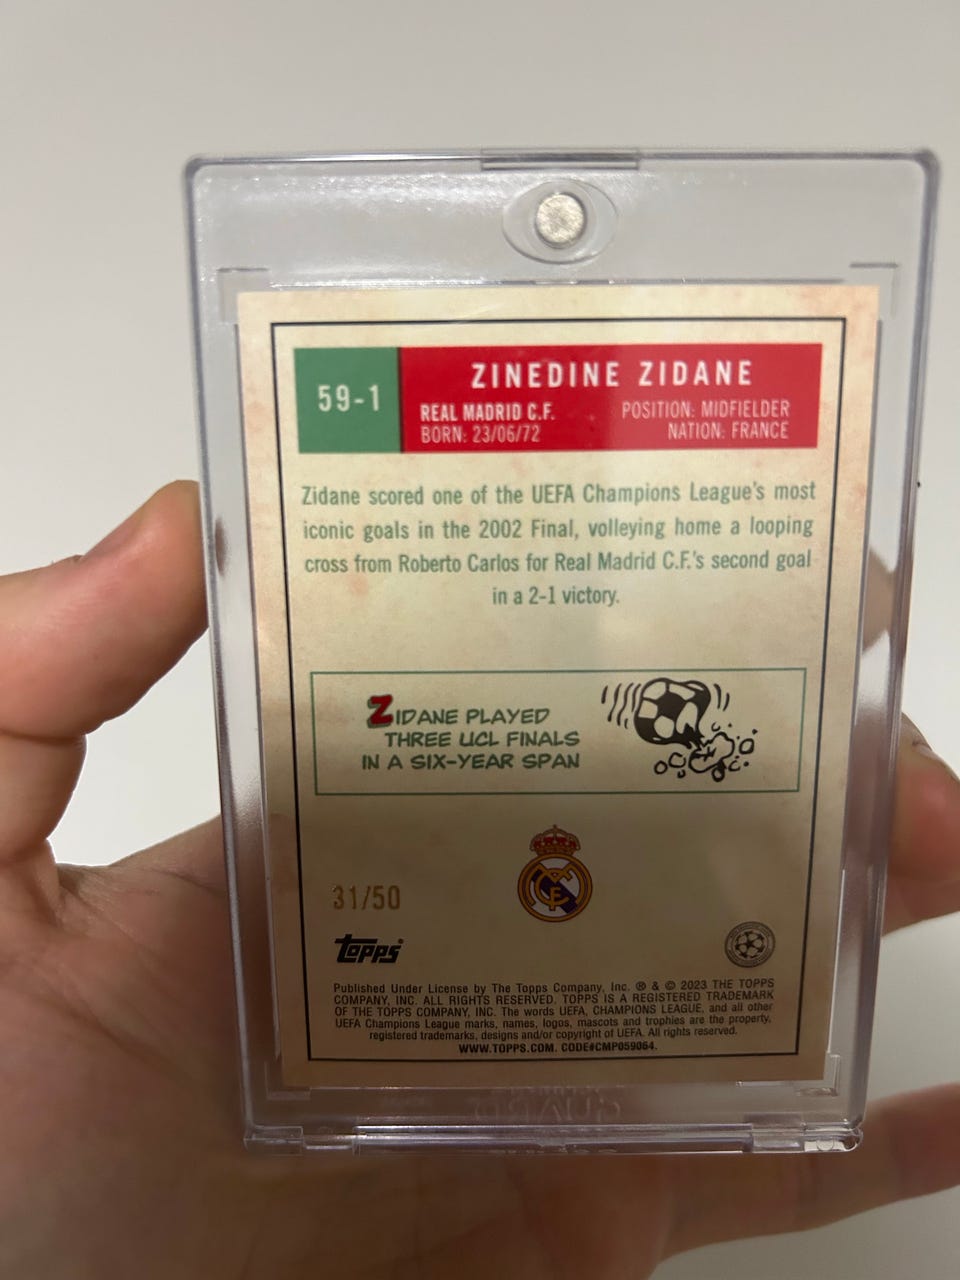 59-1
ZINEDINE ZIDANE
REAL MADRID C.F.
POSITION: MIDFIELDER
BORN: 23/06/72
NATION: FRANCE
Zidane scored one of the UEFA Champions League's most
iconic goals in the 2002 Final, volleying home a looping
cross from Roberto Carlos for Real Madrid C.F.'s second goal
in a 2-1 victory.
ZIDANE PLAYED
THREE UCL FINALS
IN A SIX-YEAR SPAN
31/50
topps
Published Under License by The Topps Company, Inc. ® & © 2023 THE TOPPS
COMPANY, INC. ALL RIGHTS RESERVED. TOPPS IS A REGISTERED TRADEMARK
OF THE TOPPS COMPANY, INC. The words UEFA, CHAMPIONS LEAGUE, and all other
UEFA Champions League marks, names, logos, mascots and trophies are the property,
registered trademarks, designs and/or copyright of UEFA. All rights reserved.
WWW.TOPPS.COM. CODE#CMP059064.